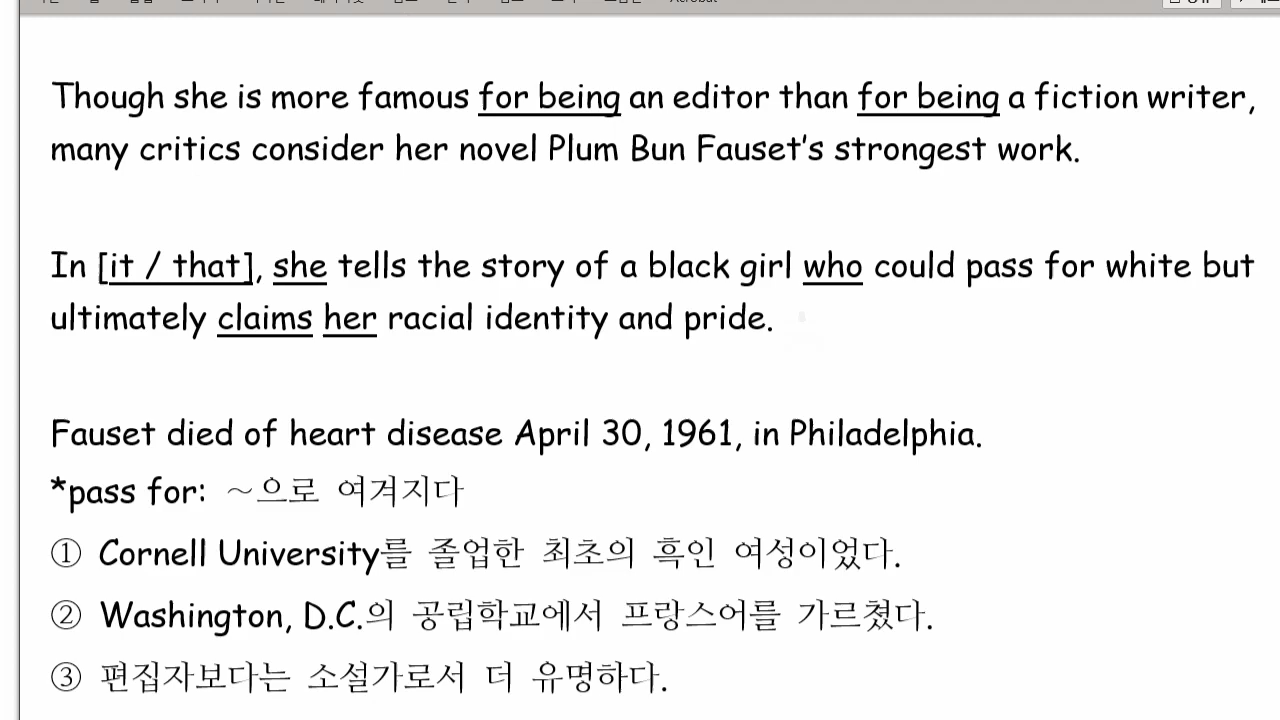 Though she is more famous for being an editor than for being a fiction writer,
many critics consider her novel Plum Bun Fauset's strongest work.
In [it / that], she tells the story of a black girl who could pass for white but
ultimately claims her racial identity and pride.
Fauset died of heart disease April 30, 1961, in Philadelphia.
*pass for: ～으로 여겨지다
① Cornell University를 졸업한 최초의 흑인 여성이었다.
② Washington, D.C.의 공립학교에서 프랑스어를 가르쳤다.
③ 편집자보다는 소설가로서 더 유명하다.